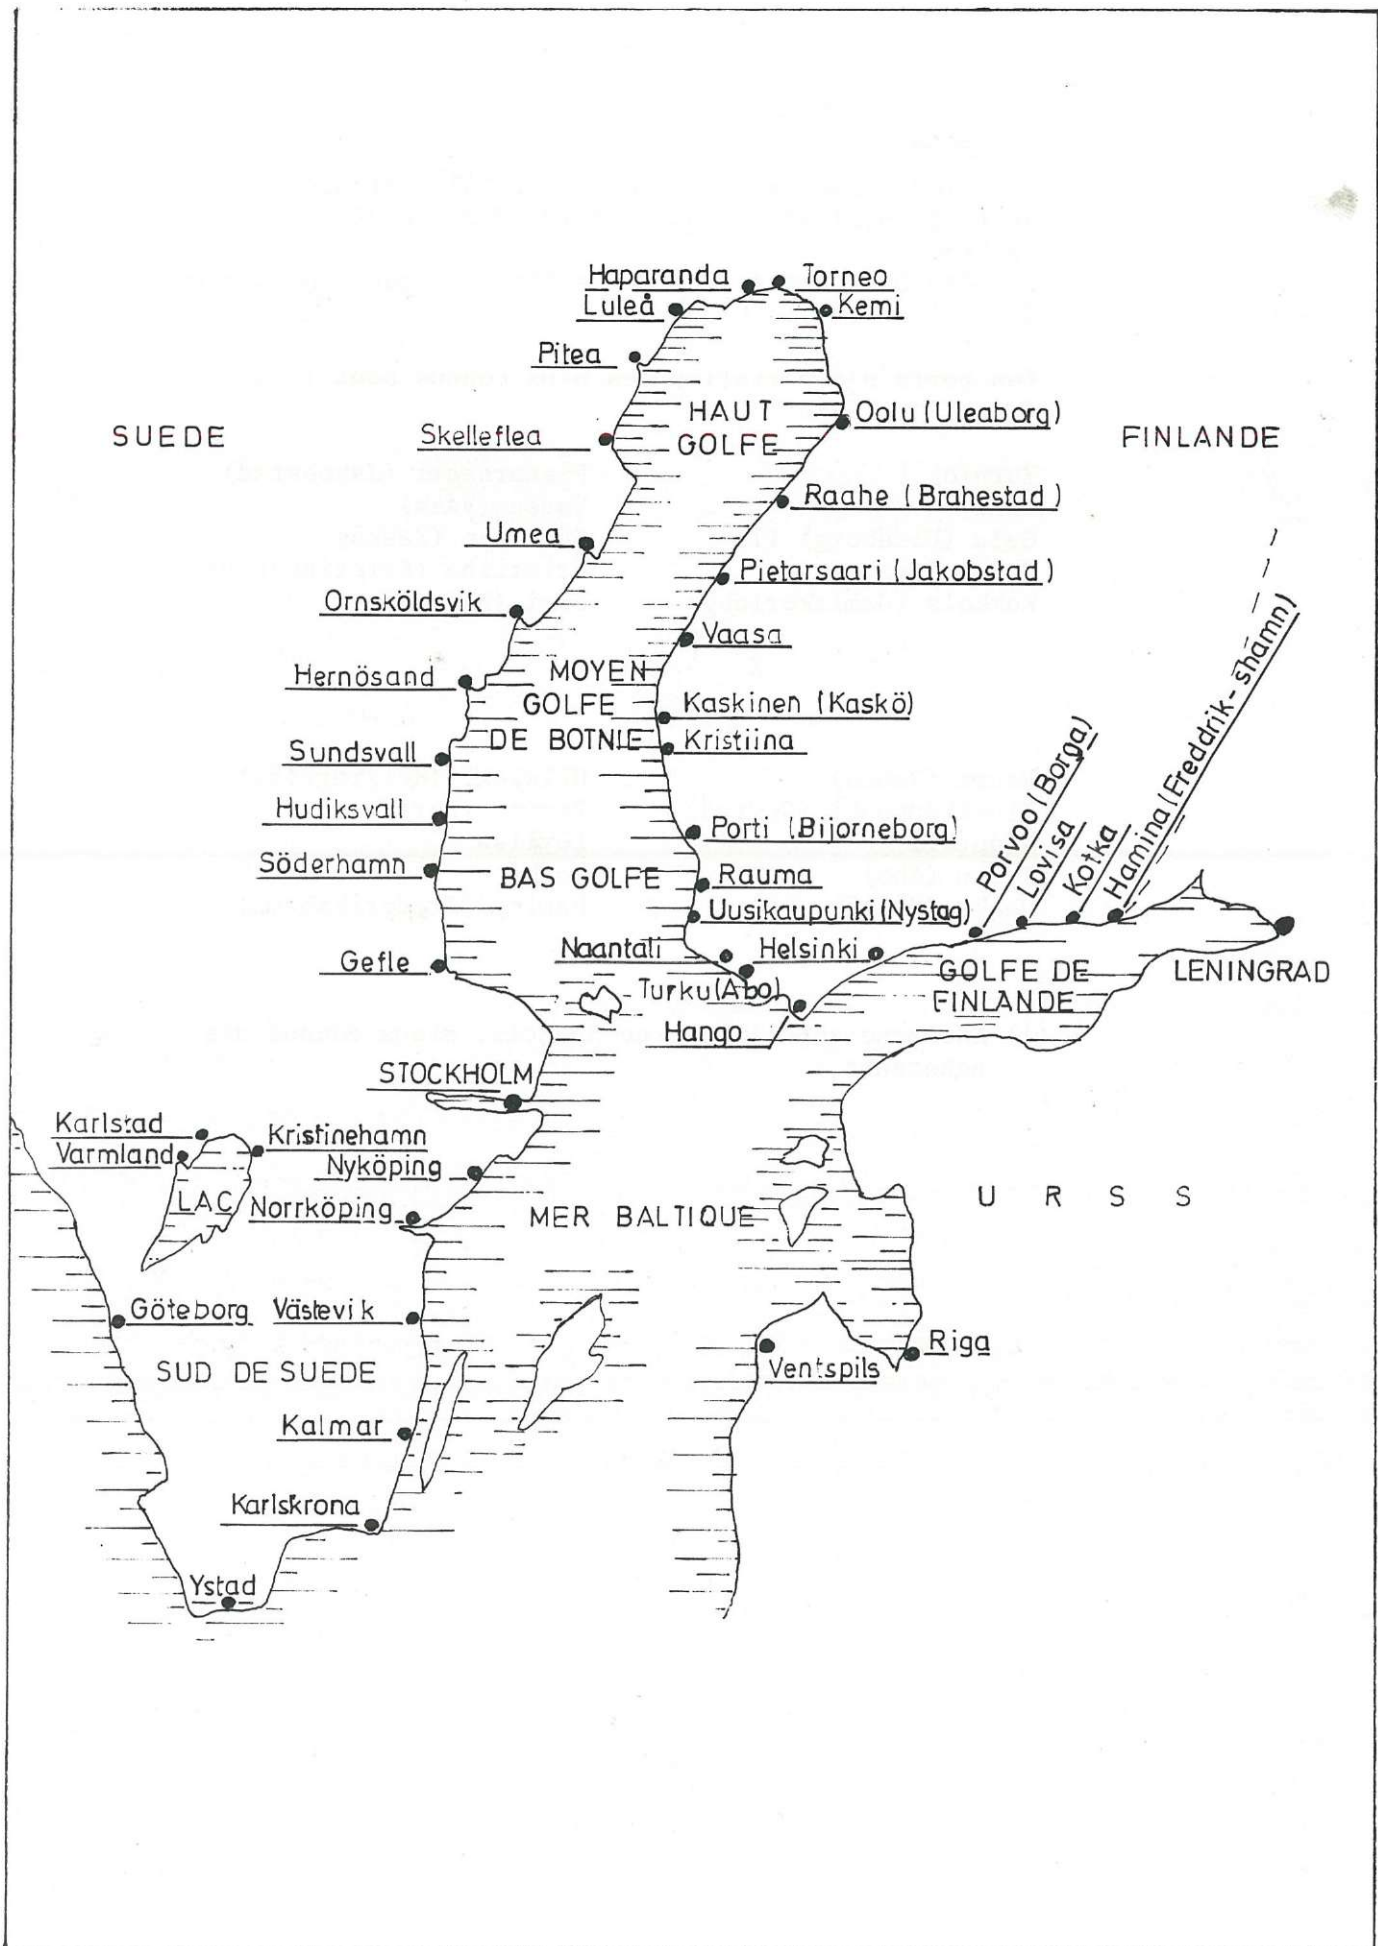 Haparanda
Torneo
Luleå
Kemi
Pitea
HAUT
GOLFE
Oolu (Uleaborg)
SUEDE
Skelleflea
FINLANDE
Raahe (Brahestad)
Umea
Pietarsaari (Jakobstad)
Ornsköldsvik
Vaasa
Hernösand
MOYEN
GOLFE
DE BOTNIE
Kaskinen (Kaskö)
Kristiina
Sundsvall
Hudiksvall
Porti (Bijorneborg)
Söderhamn
BAS GOLFE
Rauma
Uusikaupunki (Nystag)
Porvoo (Borga)
Lovisa
Kotka
Hamina (Freddrik-shamn)
Gefle
Naantali
Helsinki
Turku (Abo)
Hango
GOLFE DE
FINLANDE
LENINGRAD
STOCKHOLM
Karlstad
Kristinehamn
Varmland
Nyköping
LAC
Norrköping
MER BALTIQUE
U R S S
Göteborg
Västevik
Riga
Ventspils
SUD DE SUEDE
Kalmar
Karlskrona
Ystad